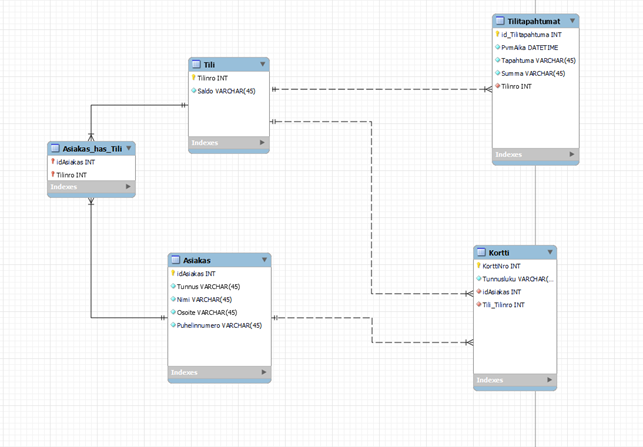 Tilitapahtumat
id_Tilitapahtuma INT
PvmAika DATETIME
Tapahtuma VARCHAR(45)
Summa VARCHAR(45)
Tilinro INT
Indexes
Tili
Tilinro INT
Saldo VARCHAR(45)
Indexes
Asiakas_has_Tili
idAsiakas INT
Tilinro INT
Indexes
Asiakas
idAsiakas INT
Tunnus VARCHAR(45)
Nimi VARCHAR(45)
Osoite VARCHAR(45)
Puhelinnumero VARCHAR(45)
Indexes
Kortti
KorttiNro INT
Tunnusluku VARCHAR(...
idAsiakas INT
Tili_Tilinro INT
Indexes